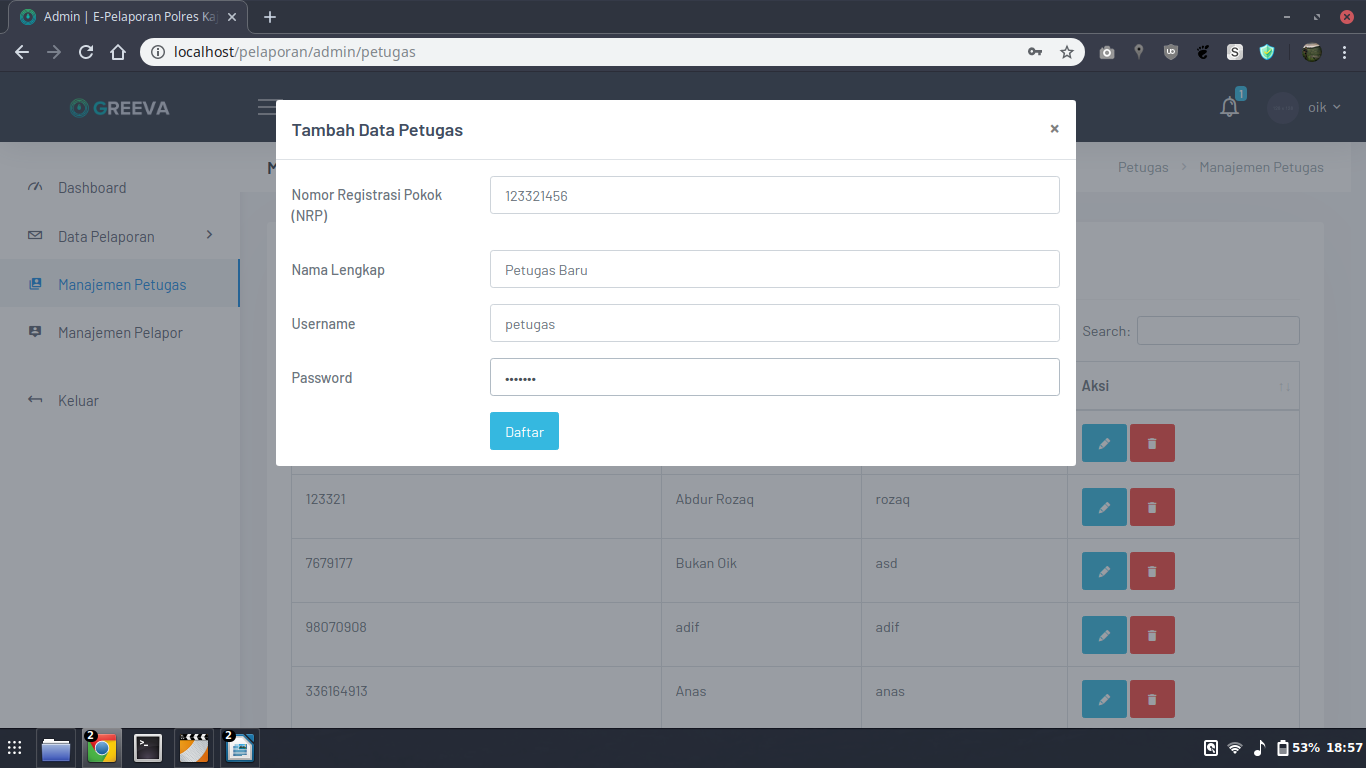 Admin | E-Pelaporan Polres Ka
localhost/pelaporan/admin/petugas
GREEVA
1
oik
Tambah Data Petugas
×
Petugas > Manajemen Petugas
Dashboard
Data Pelaporan
Manajemen Petugas
Manajemen Pelapor
Keluar
Nomor Registrasi Pokok
(NRP)
123321456
Nama Lengkap
Petugas Baru
Username
petugas
Password
•••••••
Daftar
Search:
Aksi
123321 Abdur Rozaq rozaq
7679177 Bukan Oik asd
98070908 adif adif
336164913 Anas anas
2
2
53% 18:57